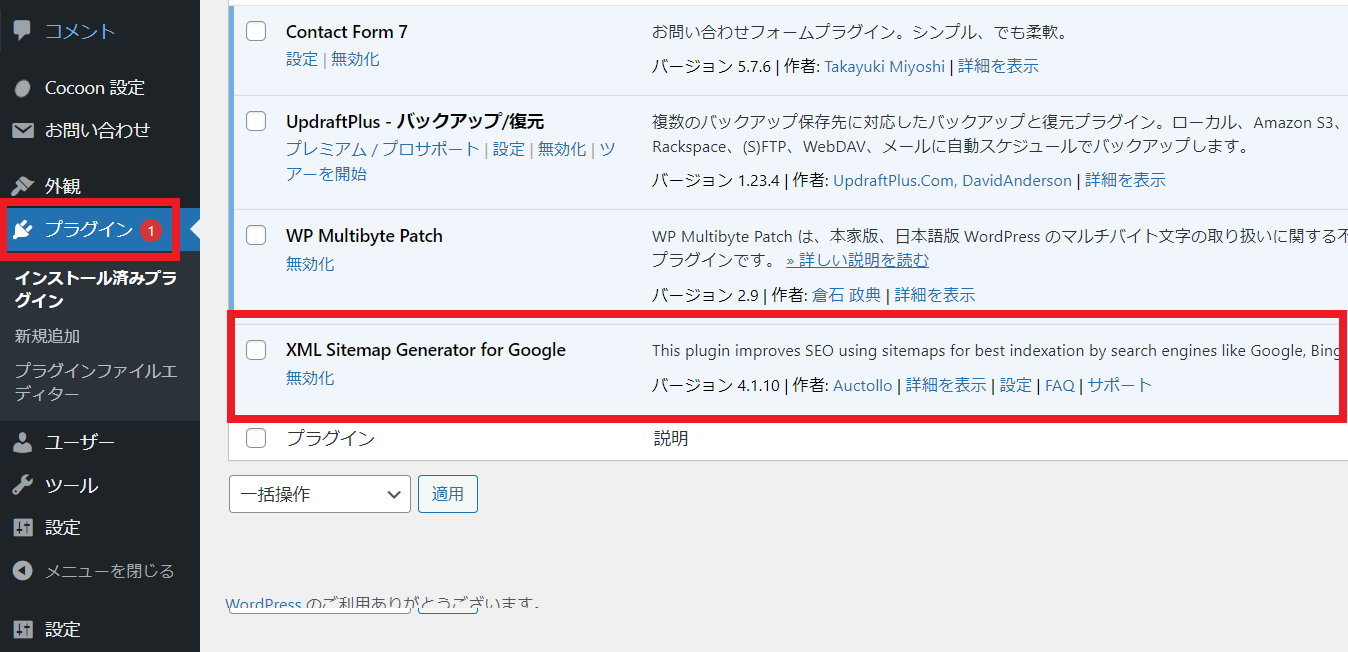 コメント
Cocoon 設定
お問い合わせ
外観
プラグイン 1
インストール済みプラ
グイン
新規追加
プラグインファイルエ
ディター
ユーザー
ツール
設定
メニューを閉じる
設定
Contact Form 7
設定 | 無効化
お問い合わせフォームプラグイン。シンプル、でも柔軟。
バージョン 5.7.6 | 作者: Takayuki Miyoshi | 詳細を表示
UpdraftPlus - バックアップ/復元
プレミアム / プロサポート | 設定 | 無効化 | ツ
アーを開始
複数のバックアップ保存先に対応したバックアップと復元プラグイン。ローカル、Amazon S3、
Rackspace、(S)FTP、WebDAV、メールに自動スケジュールでバックアップします。
バージョン 1.23.4 | 作者: UpdraftPlus.Com, DavidAnderson | 詳細を表示
WP Multibyte Patch
無効化
WP Multibyte Patch は、本家版、日本語版 WordPress のマルチバイト文字の取り扱いに関する不
プラグインです。 » 詳しい説明を読む
バージョン 2.9 | 作者: 倉石 政典 | 詳細を表示
XML Sitemap Generator for Google
無効化
This plugin improves SEO using sitemaps for best indexation by search engines like Google, Bing
バージョン 4.1.10 | 作者: Auctollo | 詳細を表示 | 設定 | FAQ | サポート
プラグイン 説明
一括操作 適用
WordPress のご利用ありがとうございます。